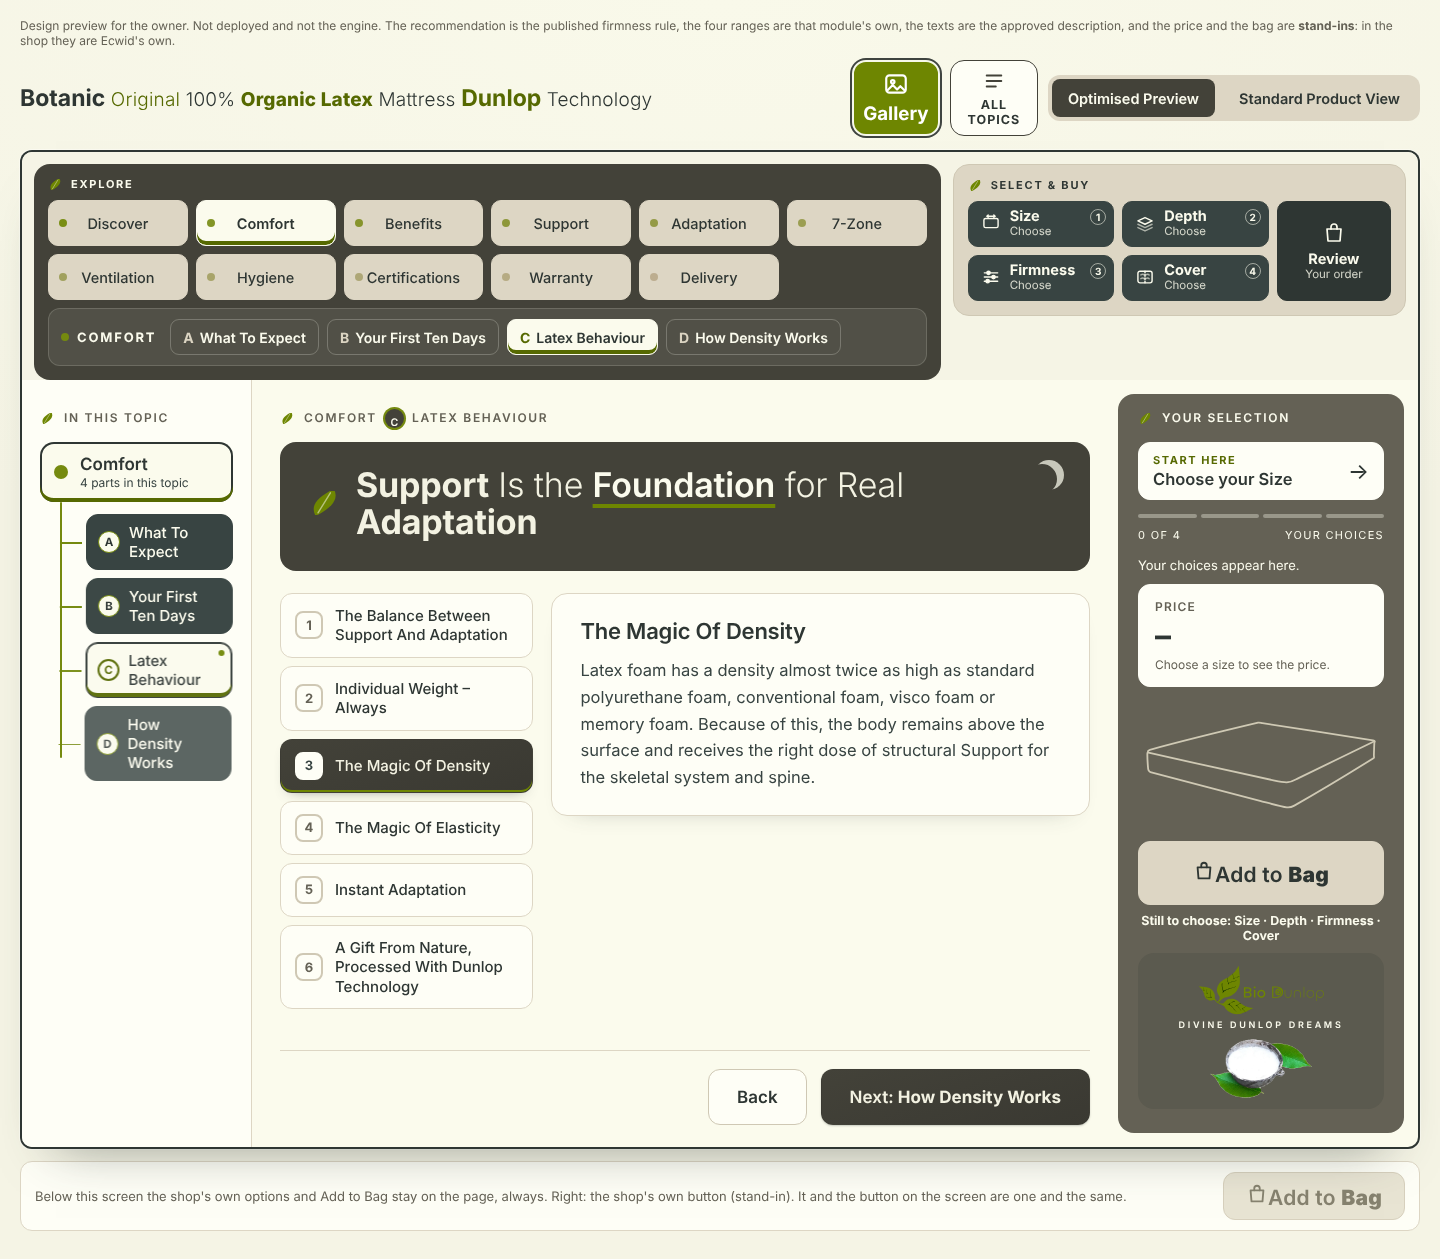 Design preview for the owner. Not deployed and not the engine. The recommendation is the published firmness rule, the four ranges are that module's own, the texts are the approved description, and the price and the bag are stand-ins: in the
shop they are Ecwid's own.
Botanic Original 100% Organic Latex Mattress Dunlop Technology
Gallery
ALL
TOPICS
Optimised Preview
Standard Product View
EXPLORE
Discover
Comfort
Benefits
Support
Adaptation
7-Zone
Ventilation
Hygiene
Certifications
Warranty
Delivery
COMFORT
A What To Expect
B Your First Ten Days
C Latex Behaviour
D How Density Works
SELECT & BUY
Size
Choose
1
Depth
Choose
2
Firmness
Choose
3
Cover
Choose
4
Review
Your order
IN THIS TOPIC
Comfort
4 parts in this topic
A
What To
Expect
B
Your First
Ten Days
C
Latex
Behaviour
D
How
Density
Works
COMFORT C LATEX BEHAVIOUR
Support Is the Foundation for Real
Adaptation
1
The Balance Between
Support And Adaptation
2
Individual Weight –
Always
3
The Magic Of Density
4
The Magic Of Elasticity
5
Instant Adaptation
6
A Gift From Nature,
Processed With Dunlop
Technology
The Magic Of Density
Latex foam has a density almost twice as high as standard
polyurethane foam, conventional foam, visco foam or
memory foam. Because of this, the body remains above the
surface and receives the right dose of structural Support for
the skeletal system and spine.
Back
Next: How Density Works
YOUR SELECTION
START HERE
Choose your Size
0 OF 4
YOUR CHOICES
Your choices appear here.
PRICE
–
Choose a size to see the price.
Add to Bag
Still to choose: Size · Depth · Firmness ·
Cover
Bio Dunlop
DIVINE DUNLOP DREAMS
Below this screen the shop's own options and Add to Bag stay on the page, always. Right: the shop's own button (stand-in). It and the button on the screen are one and the same.
Add to Bag